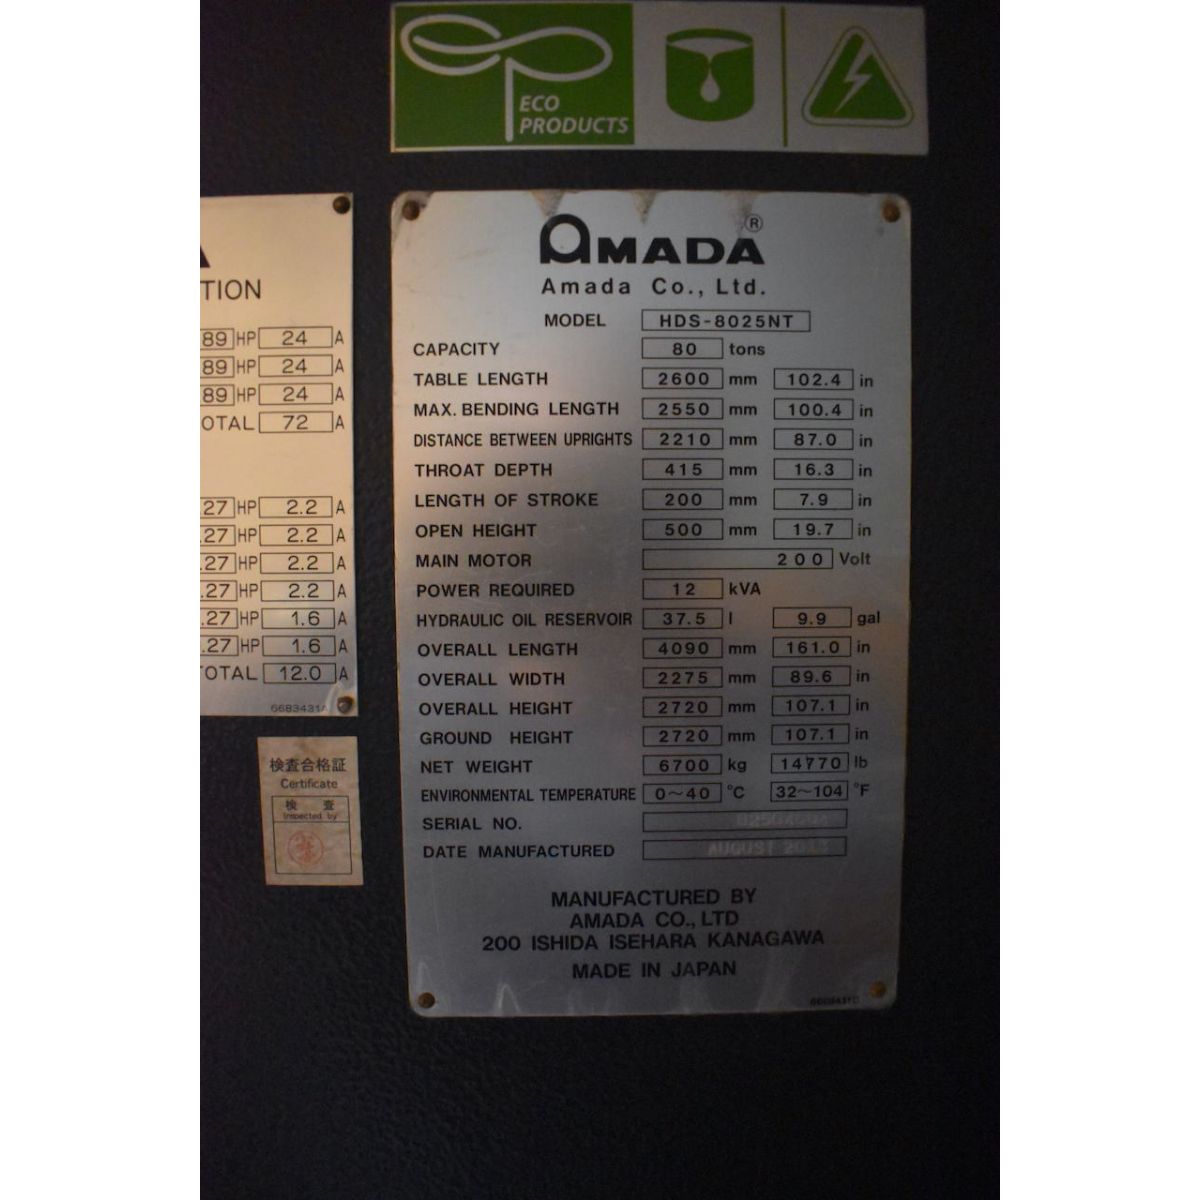 ECO
PRODUCTS
TION
89 HP 24 A
89 HP 24 A
89 HP 24 A
OTAL 72 A
.27 HP 2.2 A
.27 HP 2.2 A
.27 HP 2.2 A
.27 HP 2.2 A
.27 HP 1.6 A
.27 HP 1.6 A
OTAL 12.0 A
6683431A
検査合格証
Certificate
検 査
Inspected by
AMADA®
Amada Co., Ltd.
MODEL HDS-8025NT
CAPACITY 80 tons
TABLE LENGTH 2600 mm 102.4 in
MAX. BENDING LENGTH 2550 mm 100.4 in
DISTANCE BETWEEN UPRIGHTS 2210 mm 87.0 in
THROAT DEPTH 415 mm 16.3 in
LENGTH OF STROKE 200 mm 7.9 in
OPEN HEIGHT 500 mm 19.7 in
MAIN MOTOR 200 Volt
POWER REQUIRED 12 kVA
HYDRAULIC OIL RESERVOIR 37.5 l 9.9 gal
OVERALL LENGTH 4090 mm 161.0 in
OVERALL WIDTH 2275 mm 89.6 in
OVERALL HEIGHT 2720 mm 107.1 in
GROUND HEIGHT 2720 mm 107.1 in
NET WEIGHT 6700 kg 14770 lb
ENVIRONMENTAL TEMPERATURE 0~40 °C 32~104 °F
SERIAL NO.
DATE MANUFACTURED AUGUST
MANUFACTURED BY
AMADA CO., LTD
200 ISHIDA ISEHARA KANAGAWA
MADE IN JAPAN